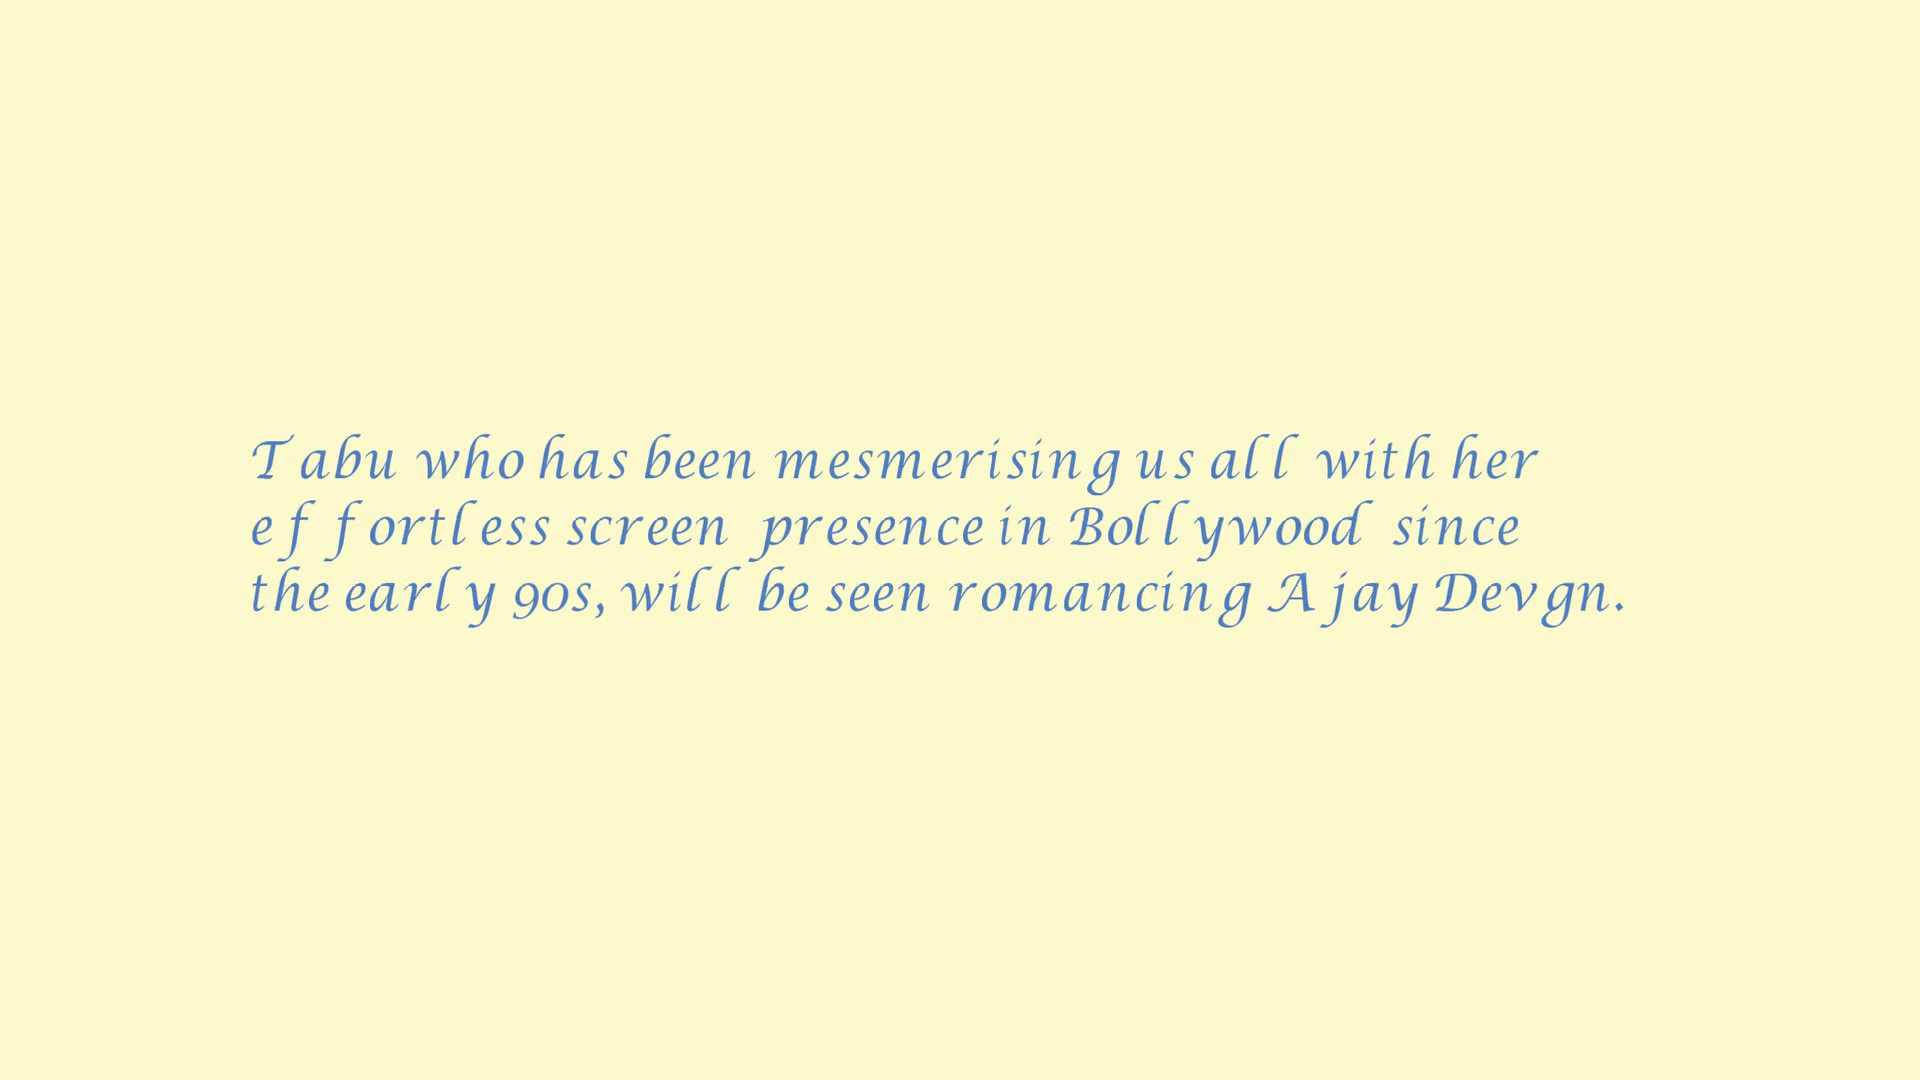 Tabu who has been mesmerising us all with her
effortless screen presence in Bollywood since
the early 90s, will be seen romancing Ajay Devgn.